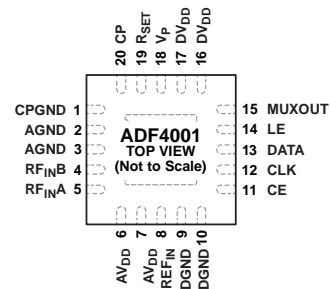 20 CP
19 RSET
18 VP
17 DVDD
16 DVDD
CPGND 1
AGND 2
AGND 3
RFINB 4
RFINA 5
ADF4001
TOP VIEW
(Not to Scale)
15 MUXOUT
14 LE
13 DATA
12 CLK
11 CE
AVDD 6
AVDD 7
REFIN 8
DGND 9
DGND 10